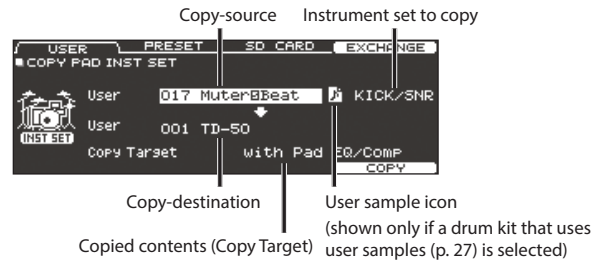 Copy-source
Instrument set to copy
USER PRESET SD CARD EXCHANGE
COPY PAD INST SET
User 017 Muter⊠Beat KICK/SNR
User 001 TD-50
INST SET
Copy Target with Pad EQ/Comp
COPY
Copy-destination
User sample icon
(shown only if a drum kit that uses
user samples (p. 27) is selected)
Copied contents (Copy Target)